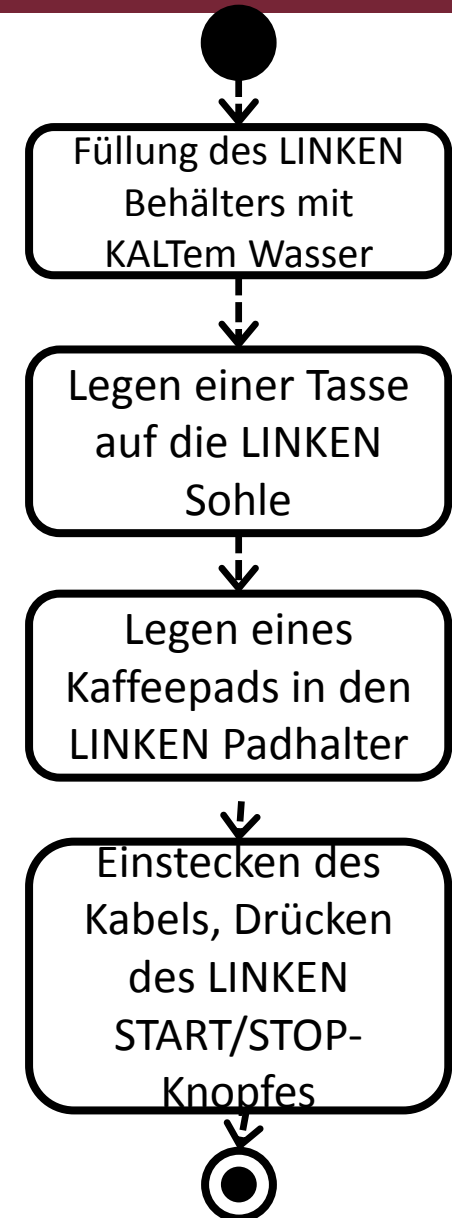 Füllung des LINKEN
Behälters mit
KALTem Wasser
Legen einer Tasse
auf die LINKEN
Sohle
Legen eines
Kaffeepads in den
LINKEN Padhalter
Einstecken des
Kabels, Drücken
des LINKEN
START/STOP-
Knopfes